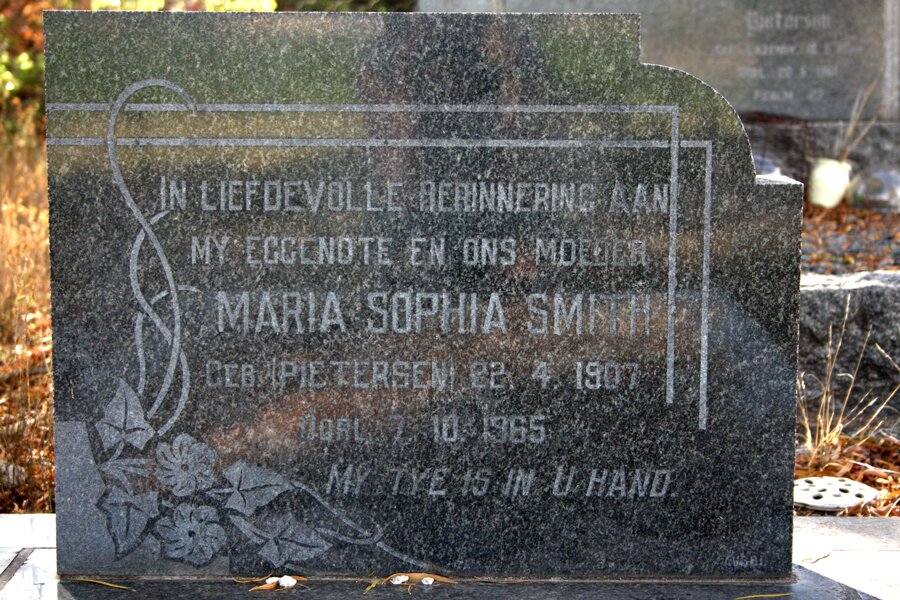 IN LIEFDEVOLLE HERINNERING AAN
MY EGGENOTE EN ONS MOEDER
MARIA SOPHIA SMITH
GEB (PIETERSEN) 22. 4. 1907
OORL. 7. 10. 1965
MY TYE IS IN U HAND.
Pietersen